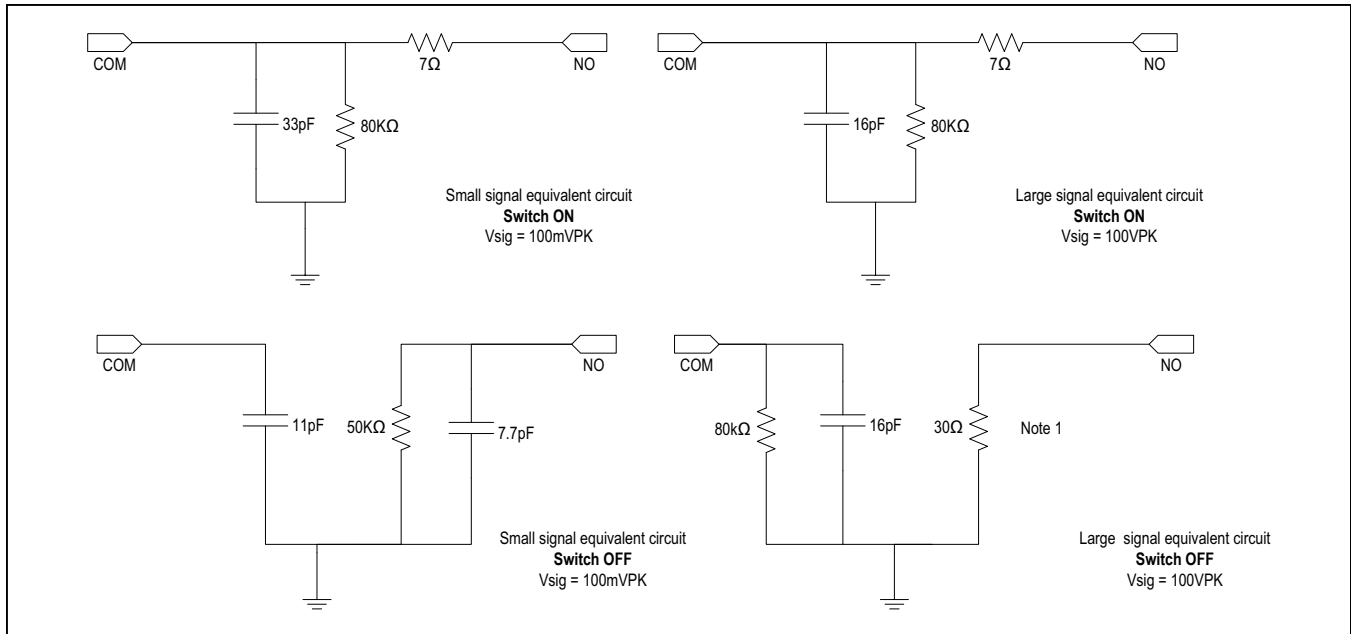 COM
7Ω
NO
33pF
80KΩ
Small signal equivalent circuit
Switch ON
Vsig = 100mVPK
COM
7Ω
NO
16pF
80KΩ
Large signal equivalent circuit
Switch ON
Vsig = 100VPK
COM
NO
11pF
50KΩ
7.7pF
Small signal equivalent circuit
Switch OFF
Vsig = 100mVPK
COM
NO
80kΩ
16pF
30Ω
Note 1
Large signal equivalent circuit
Switch OFF
Vsig = 100VPK